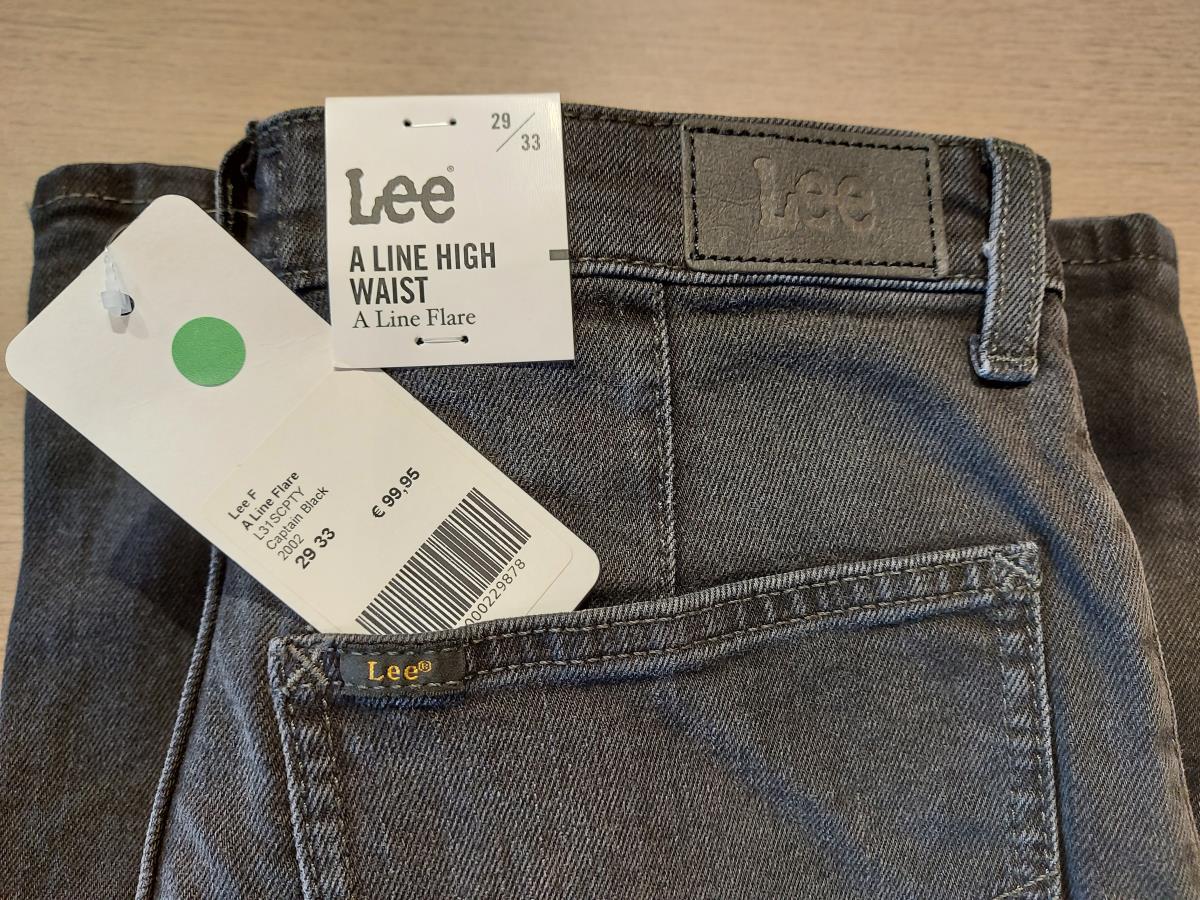 29
33
Lee®
A LINE HIGH
WAIST
A Line Flare
Lee
Lee F
A Line Flare
L31SCPTY
Captain Black
2002
29 33
€ 99,95
000229878
Lee®